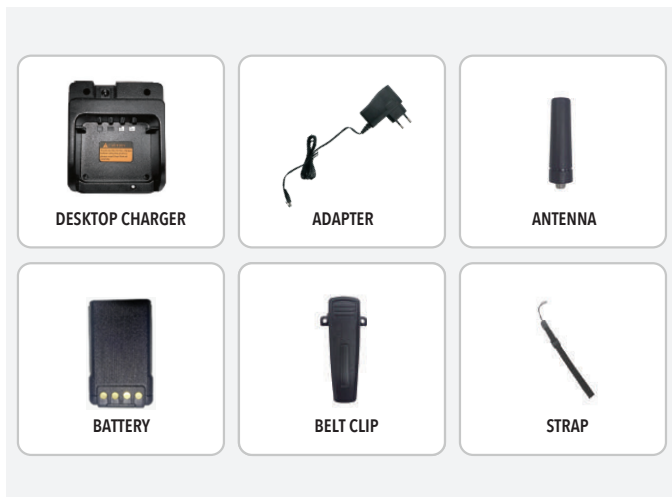 DESKTOP CHARGER
ADAPTER
ANTENNA
BATTERY
BELT CLIP
STRAP